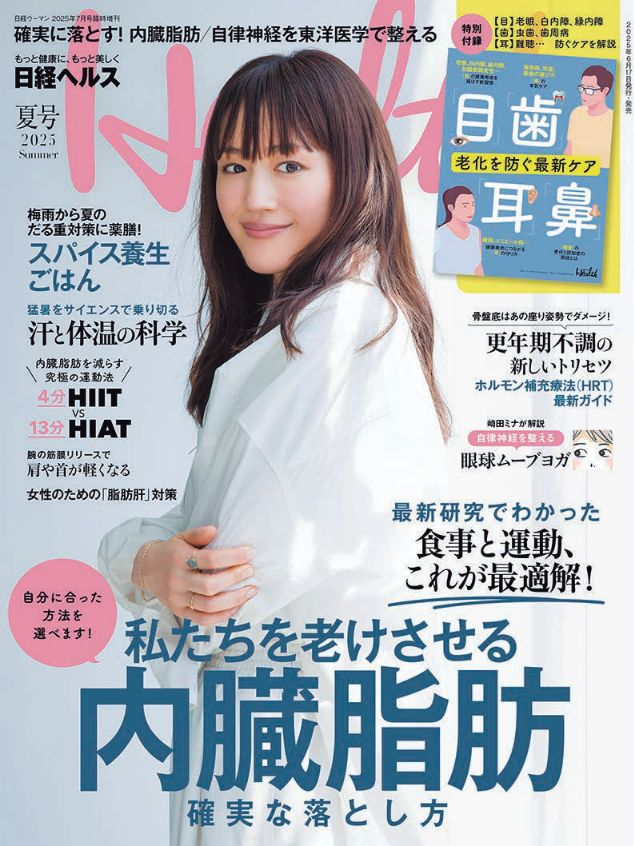 日経ウーマン 2025年7月号臨時増刊
確実に落とす! 内臓脂肪/自律神経を東洋医学で整える
もっと健康に、もっと美しく
日経ヘルス
Health
夏号
2025
Summer
特別
付録
【目】老眼、白内障、緑内障
【歯】虫歯、歯周病
【耳】難聴… 防ぐケアを解説
2025年6月17日発行・発売
「目」「歯」
老化を防ぐ最新ケア
「耳」「鼻」
Health
梅雨から夏の
だる重対策に薬膳!
スパイス養生
ごはん
猛暑をサイエンスで乗り切る
汗と体温の科学
内臓脂肪を減らす
究極の運動法
4分 HIIT
VS
13分 HIAT
腕の筋膜リリースで
肩や首が軽くなる
女性のための「脂肪肝」対策
骨盤底はあの座り姿勢でダメージ!
更年期不調の
新しいトリセツ
ホルモン補充療法(HRT)
最新ガイド
崎田ミナが解説
自律神経を整える
眼球ムーブヨガ
最新研究でわかった
食事と運動、
これが最適解!
自分に合った
方法を
選べます!
私たちを老けさせる
内臓脂肪
確実な落とし方